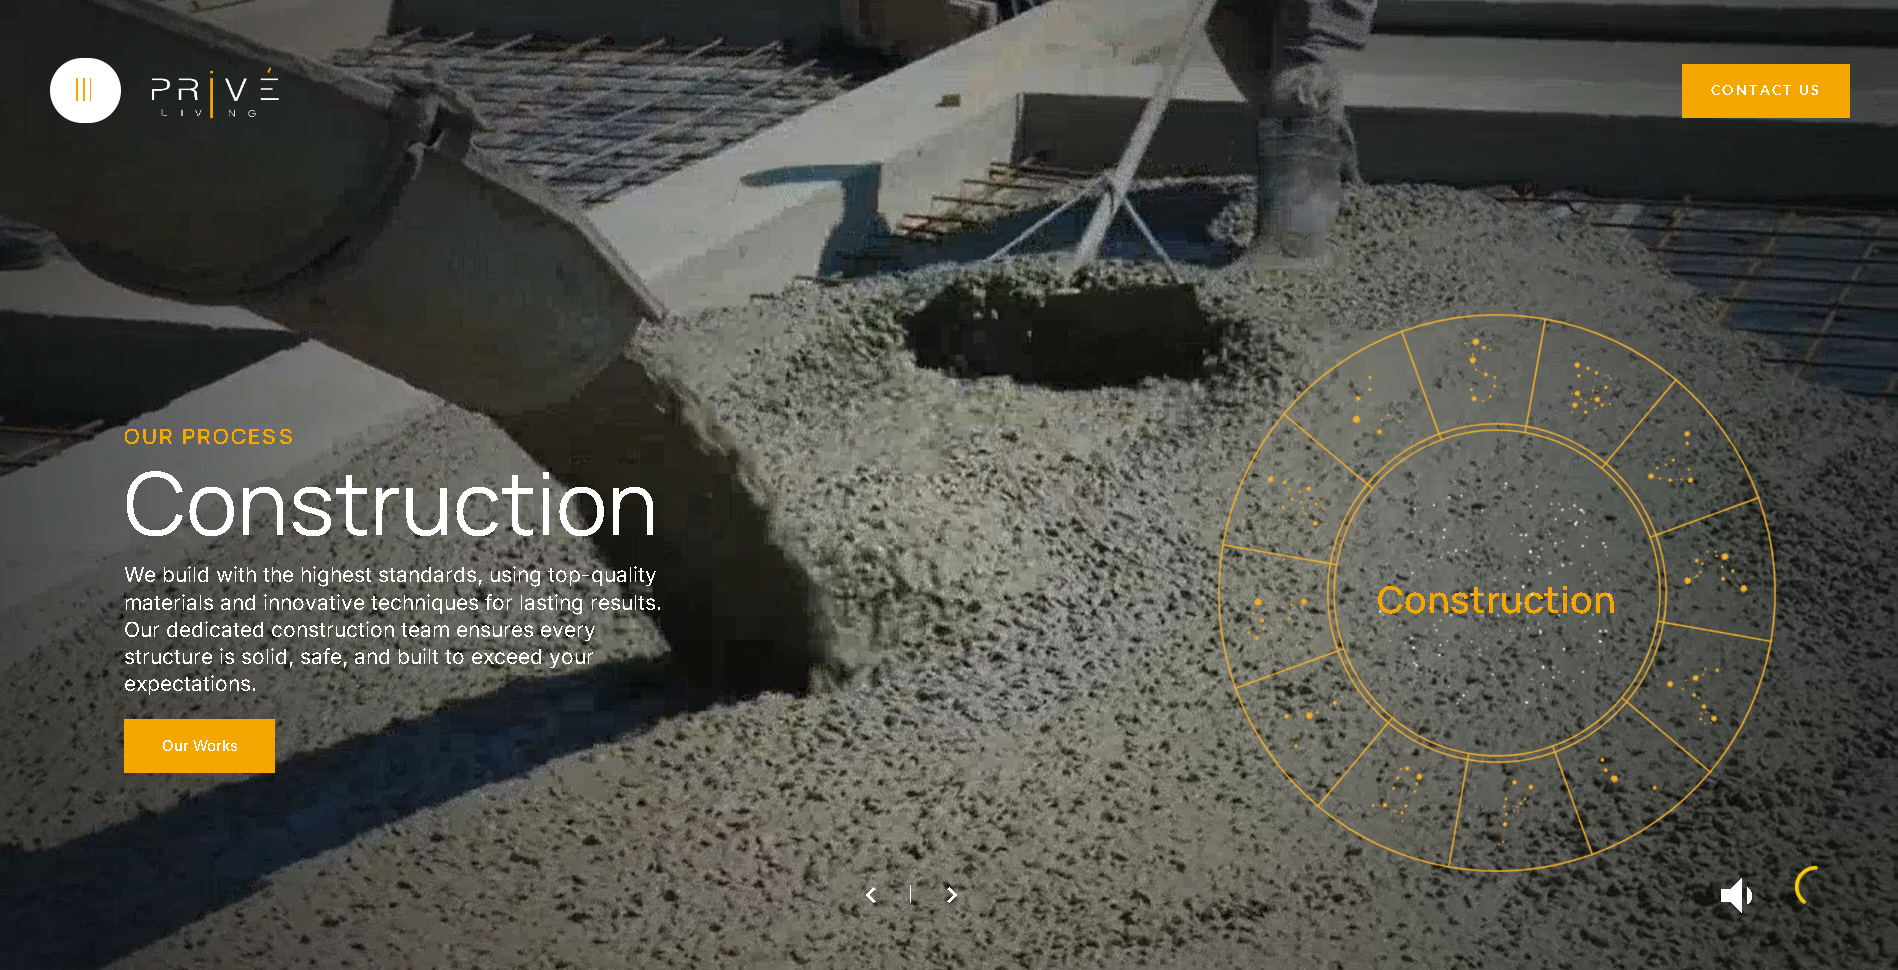 PRIVÉ
LIVING
CONTACT US
OUR PROCESS
Construction
We build with the highest standards, using top-quality
materials and innovative techniques for lasting results.
Our dedicated construction team ensures every
structure is solid, safe, and built to exceed your
expectations.
Our Works
Construction